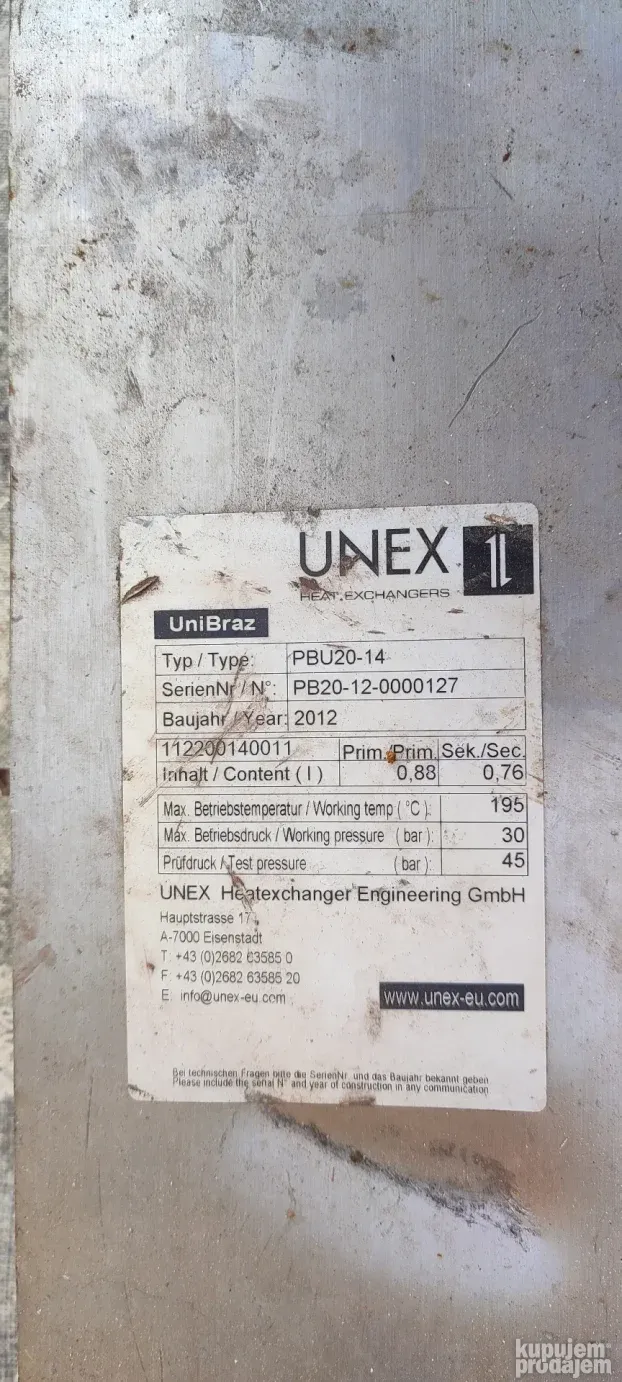 UNEX
HEAT EXCHANGERS
UniBraz
Typ / Type: PBU20-14
SerienNr / N°: PB20-12-0000127
Baujahr / Year: 2012
112200140011 Prim./Prim. Sek./Sec.
Inhalt / Content ( l ) 0,88 0,76
Max. Betriebstemperatur / Working temp ( °C ): 195
Max. Betriebsdruck / Working pressure (bar): 30
Prüfdruck / Test pressure (bar): 45
UNEX Heatexchanger Engineering GmbH
Hauptstrasse 17
A-7000 Eisenstadt
T: +43 (0)2682 63585 0
F: +43 (0)2682 63585 20
E: info@unex-eu.com
www.unex-eu.com
Bei technischen Fragen bitte die SerienNr. und das Baujahr bekannt geben
Please include the serial N° and year of construction in any communication
kupujem
prodajem